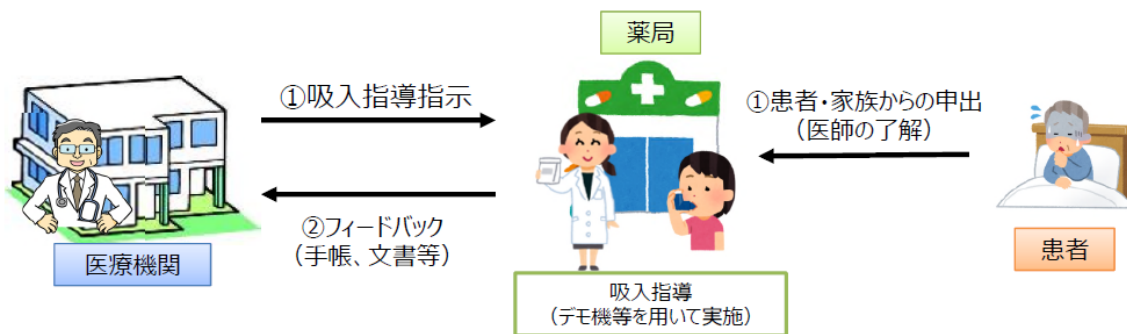 薬局
①吸入指導指示
①患者・家族からの申出
（医師の了解）
②フィードバック
（手帳、文書等）
医療機関
患者
吸入指導
（デモ機等を用いて実施）